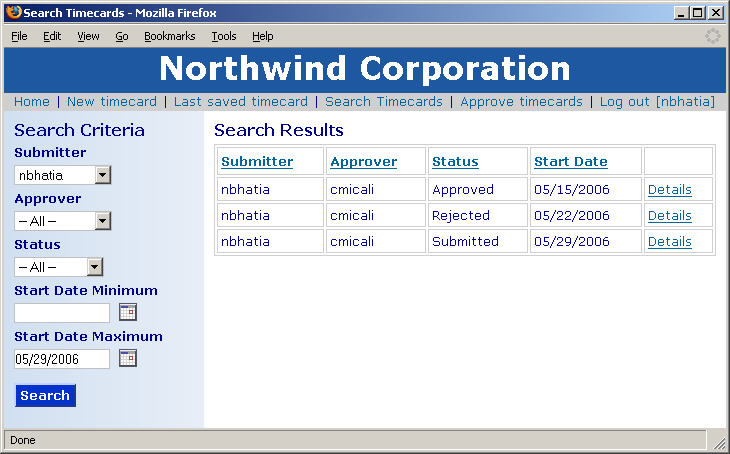 Search Timecards - Mozilla Firefox
File Edit View Go Bookmarks Tools Help
Northwind Corporation
Home | New timecard | Last saved timecard | Search Timecards | Approve timecards | Log out [nbhatia]
Search Criteria
Submitter
nbhatia
Approver
-- All --
Status
-- All --
Start Date Minimum
Start Date Maximum
05/29/2006
Search
Search Results
Submitter Approver Status Start Date
nbhatia cmicali Approved 05/15/2006 Details
nbhatia cmicali Rejected 05/22/2006 Details
nbhatia cmicali Submitted 05/29/2006 Details
Done